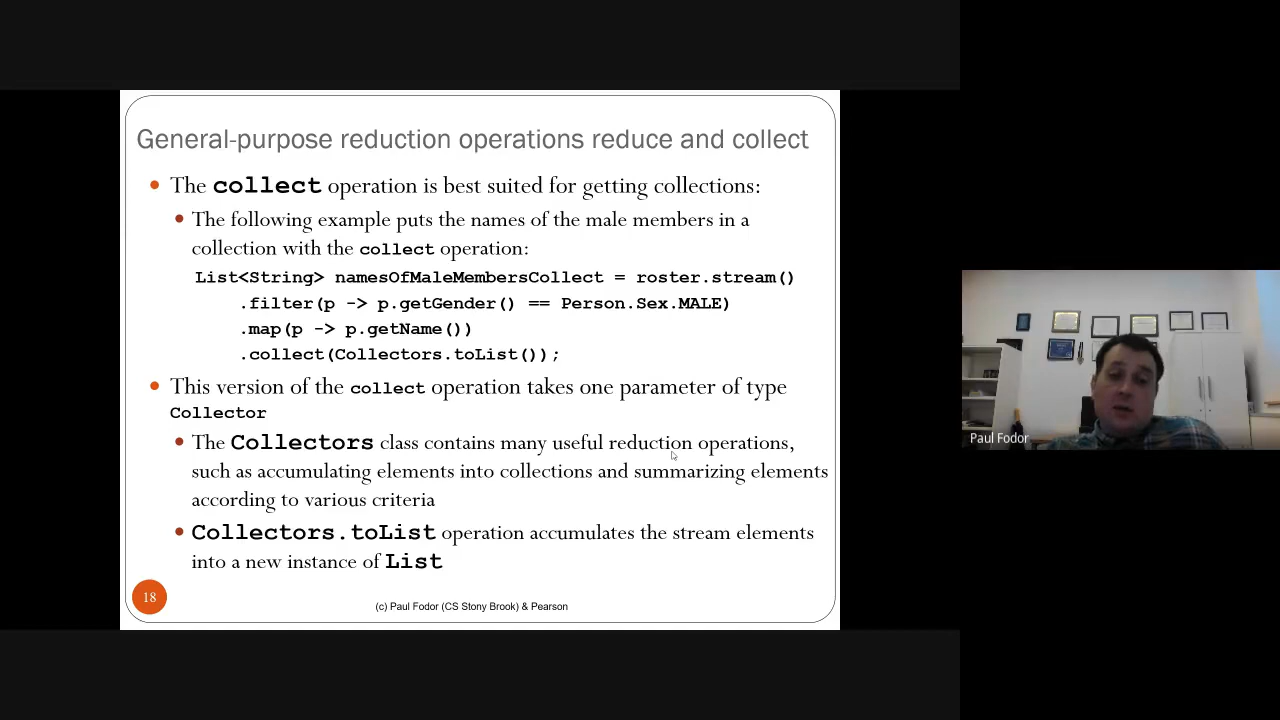 General-purpose reduction operations reduce and collect
• The collect operation is best suited for getting collections:
• The following example puts the names of the male members in a
collection with the collect operation:
List<String> namesOfMaleMembersCollect = roster.stream()
.filter(p -> p.getGender() == Person.Sex.MALE)
.map(p -> p.getName())
.collect(Collectors.toList());
• This version of the collect operation takes one parameter of type
Collector
• The Collectors class contains many useful reduction operations,
such as accumulating elements into collections and summarizing elements
according to various criteria
• Collectors.toList operation accumulates the stream elements
into a new instance of List
18
(c) Paul Fodor (CS Stony Brook) & Pearson
Paul Fodor